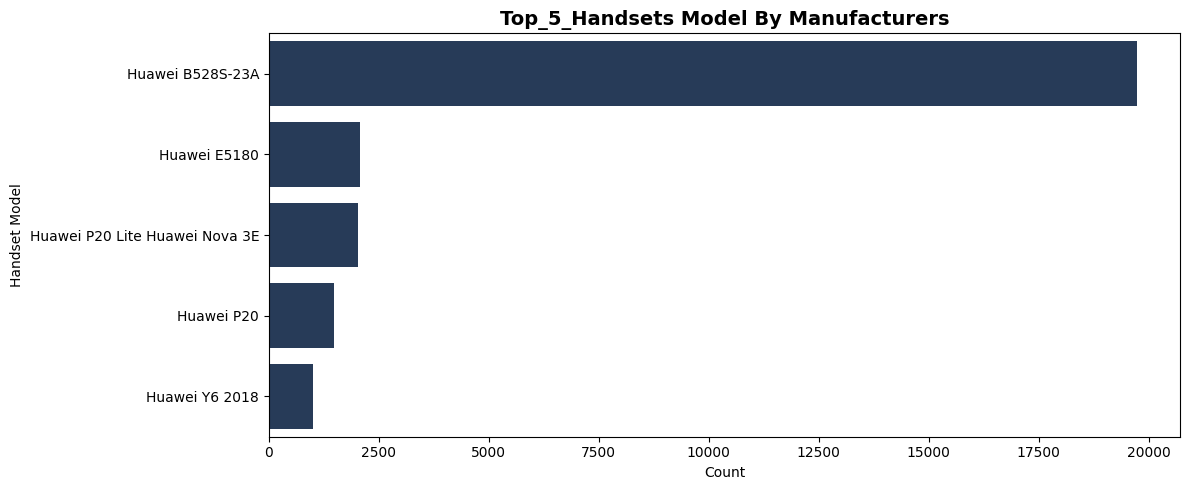 Top_5_Handsets Model By Manufacturers
Handset Model
Huawei B528S-23A
Huawei E5180
Huawei P20 Lite Huawei Nova 3E
Huawei P20
Huawei Y6 2018
0 2500 5000 7500 10000 12500 15000 17500 20000
Count